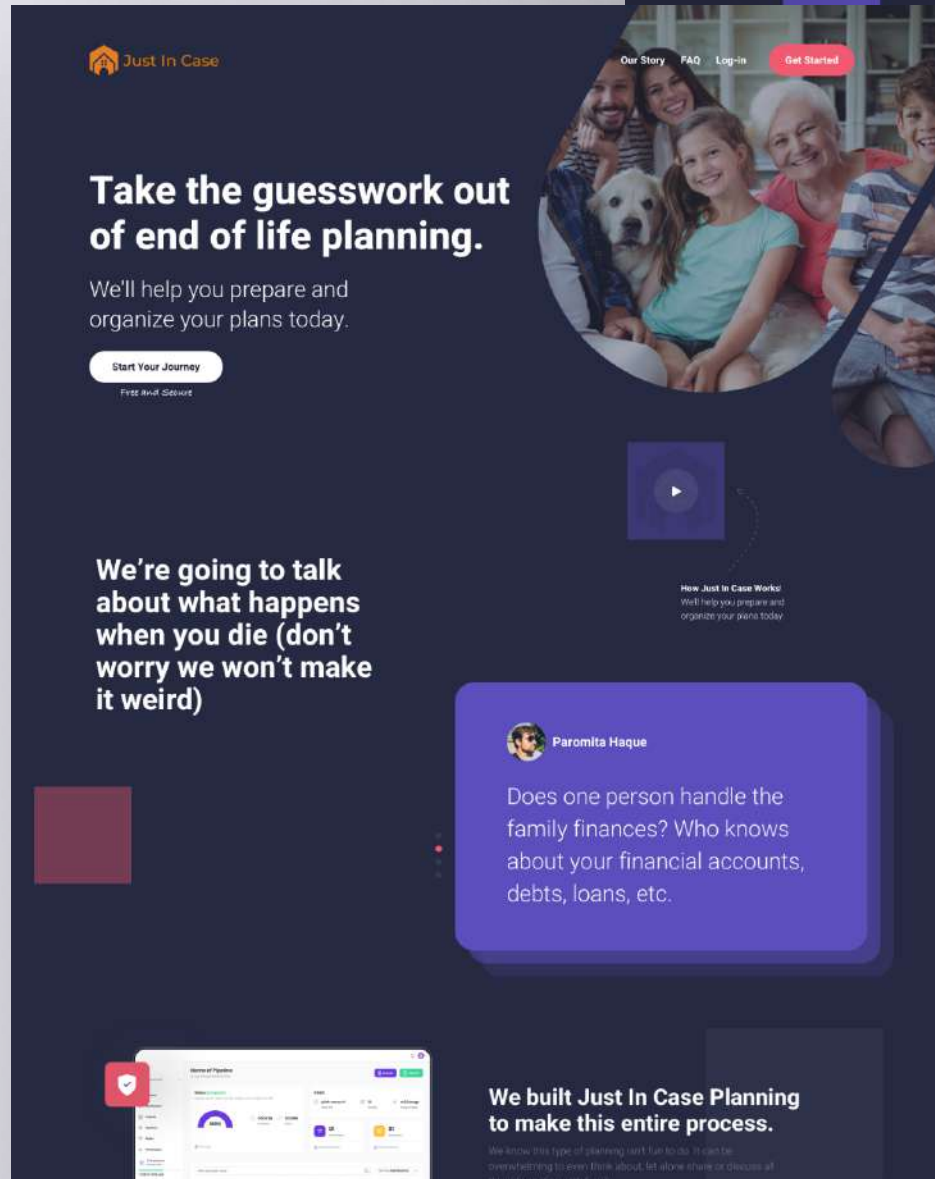 Just In Case
Our Story FAQ Log-in Get Started
Take the guesswork out
of end of life planning.
We'll help you prepare and
organize your plans today.
Start Your Journey
Free and Secure
How Just In Case Works!
We'll help you prepare and
organize your plans today
We're going to talk
about what happens
when you die (don't
worry we won't make
it weird)
Paromita Haque
Does one person handle the
family finances? Who knows
about your financial accounts,
debts, loans, etc.
Name of Pipeline
We built Just In Case Planning
to make this entire process.
We know this type of planning isn't fun to do. It can be
overwhelming to even think about, let alone share or discuss all